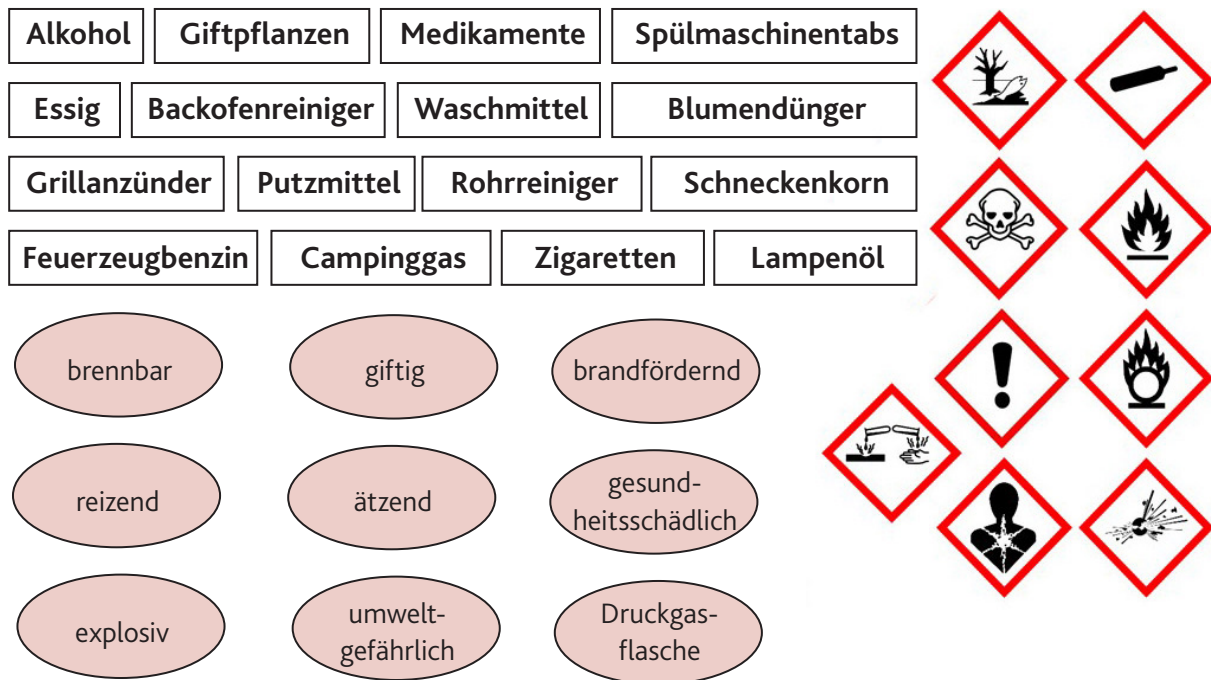 Alkohol Giftpflanzen Medikamente Spülmaschinentabs
Essig Backofenreiniger Waschmittel Blumendünger
Grillanzünder Putzmittel Rohrreiniger Schneckenkorn
Feuerzeugbenzin Campinggas Zigaretten Lampenöl
brennbar
giftig
brandfördernd
reizend
ätzend
gesund-
heitsschädlich
explosiv
umwelt-
gefährlich
Druckgas-
flasche